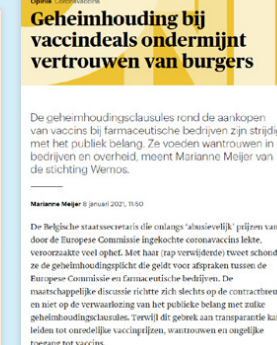 Opinie Coronavaccins
Geheimhouding bij
vaccindeals ondermijnt
vertrouwen van burgers
De geheimhoudingsclausules rond de aankopen
van vaccins bij farmaceutische bedrijven zijn strijdig
met het publiek belang. Ze voeden wantrouwen in
bedrijven en overheid, meent Marianne Meijer van
de stichting Wemos.
Marianne Meijer 8 januari 2021, 11:50
De Belgische staatssecretaris die onlangs 'abusievelijk' prijzen van
door de Europese Commissie ingekochte coronavaccins lekte,
veroorzaakte veel ophef. Met haar (rap verwijderde) tweet schond
ze de geheimhoudingsplicht die geldt voor afspraken tussen de
Europese Commissie en farmaceutische bedrijven. De
maatschappelijke discussie richtte zich slechts op de contractbreuk
en niet op de verwaarlozing van het publieke belang met zulke
geheimhoudingsclausules. Terwijl dit gebrek aan transparantie kan
leiden tot onredelijke vaccinprijzen, wantrouwen en ongelijke
toegang tot vaccins.